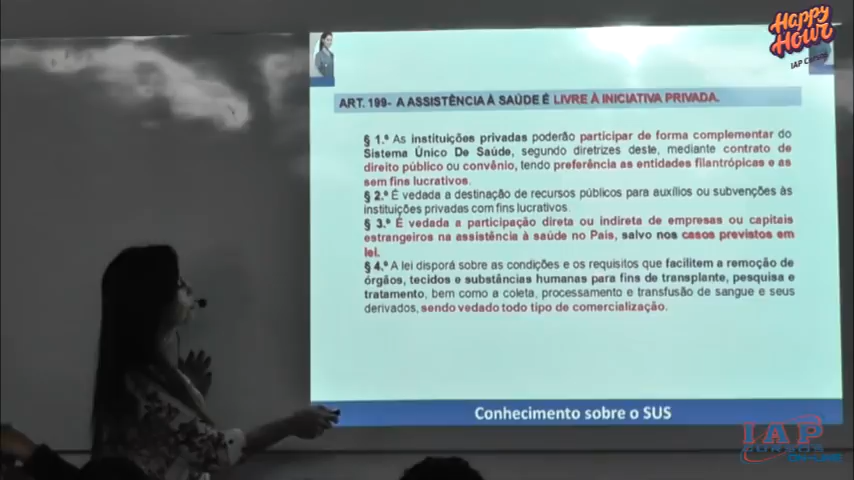 Happy
Hour
IAP Cursos
ART. 199- A ASSISTÊNCIA À SAÚDE É LIVRE À INICIATIVA PRIVADA.
§ 1.º As instituições privadas poderão participar de forma complementar do
Sistema Único De Saúde, segundo diretrizes deste, mediante contrato de
direito público ou convênio, tendo preferência as entidades filantrópicas e as
sem fins lucrativos.
§ 2.º É vedada a destinação de recursos públicos para auxílios ou subvenções às
instituições privadas com fins lucrativos.
§ 3.º É vedada a participação direta ou indireta de empresas ou capitais
estrangeiros na assistência à saúde no País, salvo nos casos previstos em
lei.
§ 4.º A lei disporá sobre as condições e os requisitos que facilitem a remoção de
órgãos, tecidos e substâncias humanas para fins de transplante, pesquisa e
tratamento, bem como a coleta, processamento e transfusão de sangue e seus
derivados, sendo vedado todo tipo de comercialização.
Conhecimento sobre o SUS
IAP
CURSOS
ON-LINE